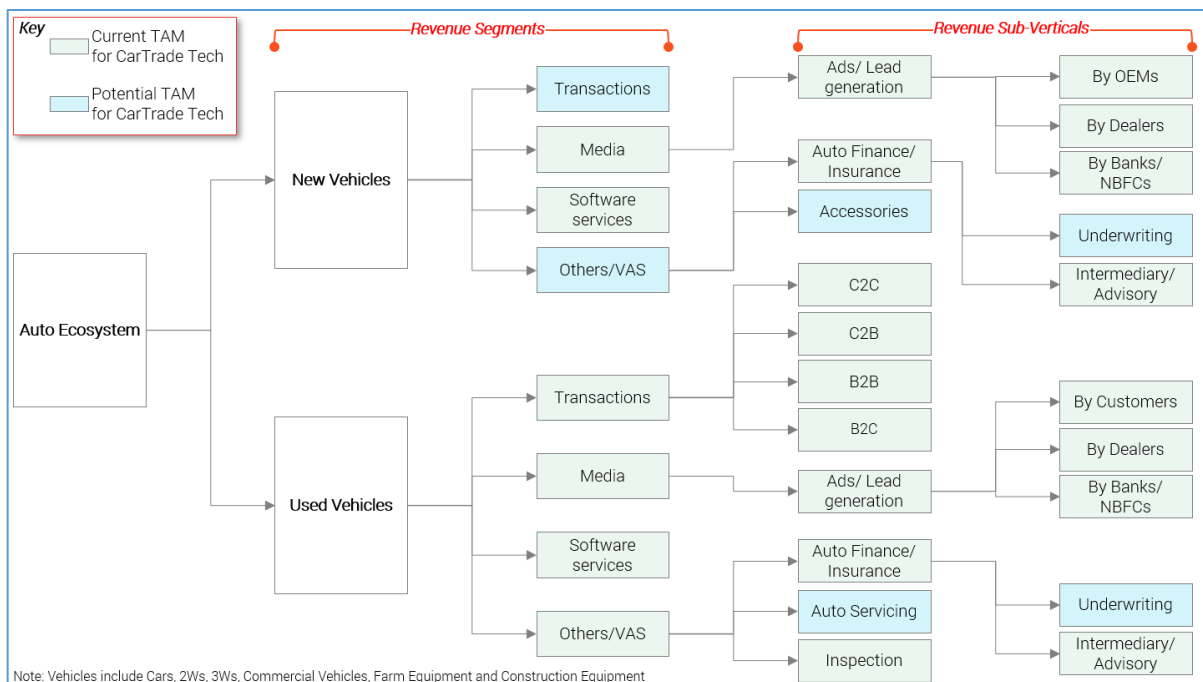 Key
Current TAM
for CarTrade Tech
Potential TAM
for CarTrade Tech
Revenue Segments
Revenue Sub-Verticals
Auto Ecosystem
New Vehicles
Transactions
Media
Software
services
Others/VAS
Ads/ Lead
generation
By OEMs
By Dealers
By Banks/
NBFCs
Auto Finance/
Insurance
Accessories
Underwriting
Intermediary/
Advisory
Used Vehicles
Transactions
Media
Software
services
Others/VAS
C2C
C2B
B2B
B2C
Ads/ Lead
generation
By Customers
By Dealers
By Banks/
NBFCs
Auto Finance/
Insurance
Auto Servicing
Inspection
Underwriting
Intermediary/
Advisory
Note: Vehicles include Cars, 2Ws, 3Ws, Commercial Vehicles, Farm Equipment and Construction Equipment